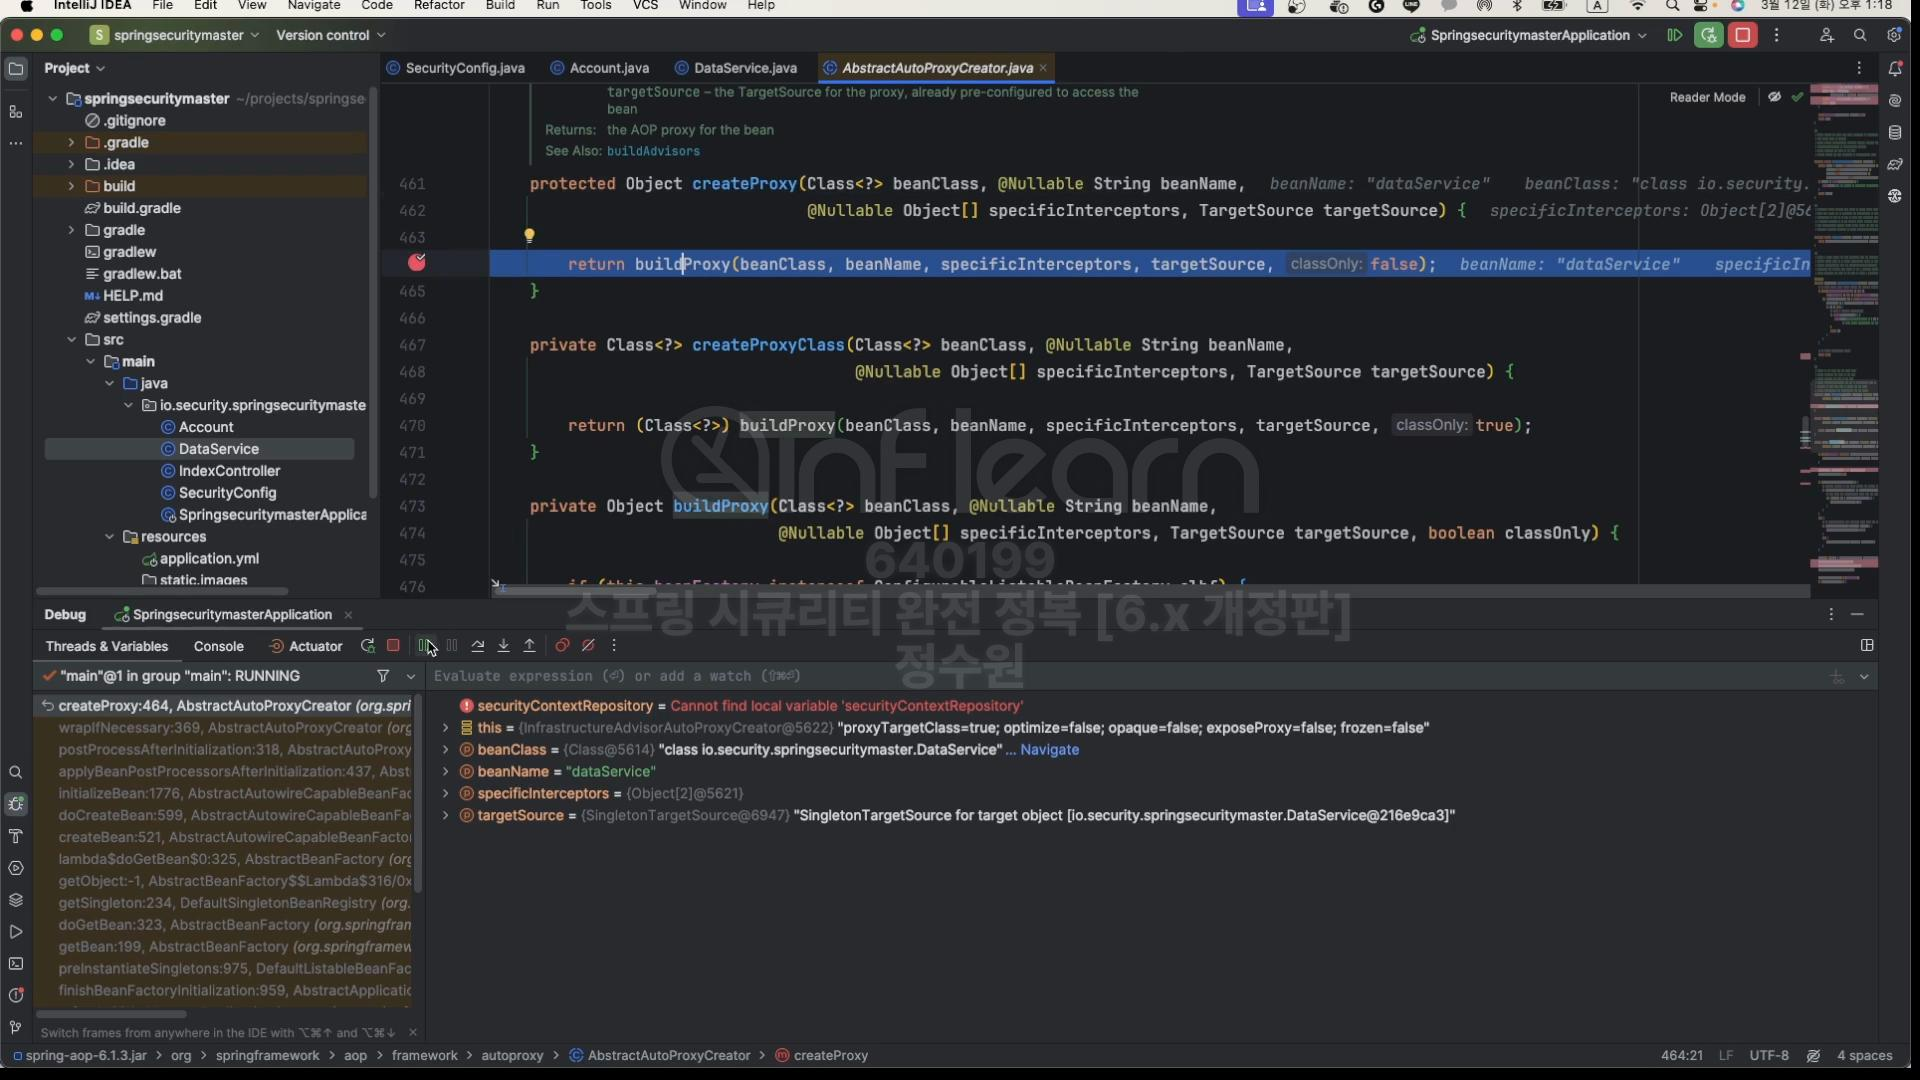 IntelliJ IDEA File Edit View Navigate Code Refactor Build Run Tools VCS Window Help
A
3월 12일 (화) 오후 1:18
S springsecuritymaster Version control
SpringsecuritymasterApplication
Project
SecurityConfig.java Account.java DataService.java AbstractAutoProxyCreator.java
springsecuritymaster ~/projects/springse
.gitignore
.gradle
.idea
build
build.gradle
gradle
gradlew
gradlew.bat
HELP.md
settings.gradle
src
main
java
io.security.springsecuritymaste
Account
DataService
IndexController
SecurityConfig
SpringsecuritymasterApplica
resources
application.yml
static.images
targetSource – the TargetSource for the proxy, already pre-configured to access the
bean
Returns: the AOP proxy for the bean
See Also: buildAdvisors
Reader Mode
461 protected Object createProxy(Class<?> beanClass, @Nullable String beanName, beanName: "dataService" beanClass: "class io.security.
462 @Nullable Object[] specificInterceptors, TargetSource targetSource) { specificInterceptors: Object[2]@56
463
return buildProxy(beanClass, beanName, specificInterceptors, targetSource, classOnly: false); beanName: "dataService" specificIn
465 }
466
467 private Class<?> createProxyClass(Class<?> beanClass, @Nullable String beanName,
468 @Nullable Object[] specificInterceptors, TargetSource targetSource) {
469
470 return (Class<?>) buildProxy(beanClass, beanName, specificInterceptors, targetSource, classOnly: true);
471 }
472
473 private Object buildProxy(Class<?> beanClass, @Nullable String beanName,
474 @Nullable Object[] specificInterceptors, TargetSource targetSource, boolean classOnly) {
475
476 if (this.beanFactory instanceof ConfigurableListableBeanFactory clbf) {
inflearn
640199
스프링 시큐리티 완전 정복 [6.x 개정판]
정수원
Debug SpringsecuritymasterApplication
Threads & Variables Console Actuator
"main"@1 in group "main": RUNNING
createProxy:464, AbstractAutoProxyCreator (org.spri
wrapIfNecessary:369, AbstractAutoProxyCreator (org
postProcessAfterInitialization:318, AbstractAutoProxy
applyBeanPostProcessorsAfterInitialization:437, Abst
initializeBean:1776, AbstractAutowireCapableBeanFac
doCreateBean:599, AbstractAutowireCapableBeanFa
createBean:521, AbstractAutowireCapableBeanFacto
lambda$doGetBean$0:325, AbstractBeanFactory (org
getObject:-1, AbstractBeanFactory$$Lambda$316/0x
getSingleton:234, DefaultSingletonBeanRegistry (org.
doGetBean:323, AbstractBeanFactory (org.springfran
getBean:199, AbstractBeanFactory (org.springframew
preInstantiateSingletons:975, DefaultListableBeanFac
finishBeanFactoryInitialization:959, AbstractApplicatio
Switch frames from anywhere in the IDE with ⌥⌘↑ and ⌥⌘↓
Evaluate expression (⏎) or add a watch (⇧⌘⏎)
securityContextRepository = Cannot find local variable 'securityContextRepository'
this = {InfrastructureAdvisorAutoProxyCreator@5622} "proxyTargetClass=true; optimize=false; opaque=false; exposeProxy=false; frozen=false"
beanClass = {Class@5614} "class io.security.springsecuritymaster.DataService"... Navigate
beanName = "dataService"
specificInterceptors = {Object[2]@5621}
targetSource = {SingletonTargetSource@6947} "SingletonTargetSource for target object [io.security.springsecuritymaster.DataService@216e9ca3]"
spring-aop-6.1.3.jar > org > springframework > aop > framework > autoproxy > AbstractAutoProxyCreator > createProxy
464:21 LF UTF-8 4 spaces